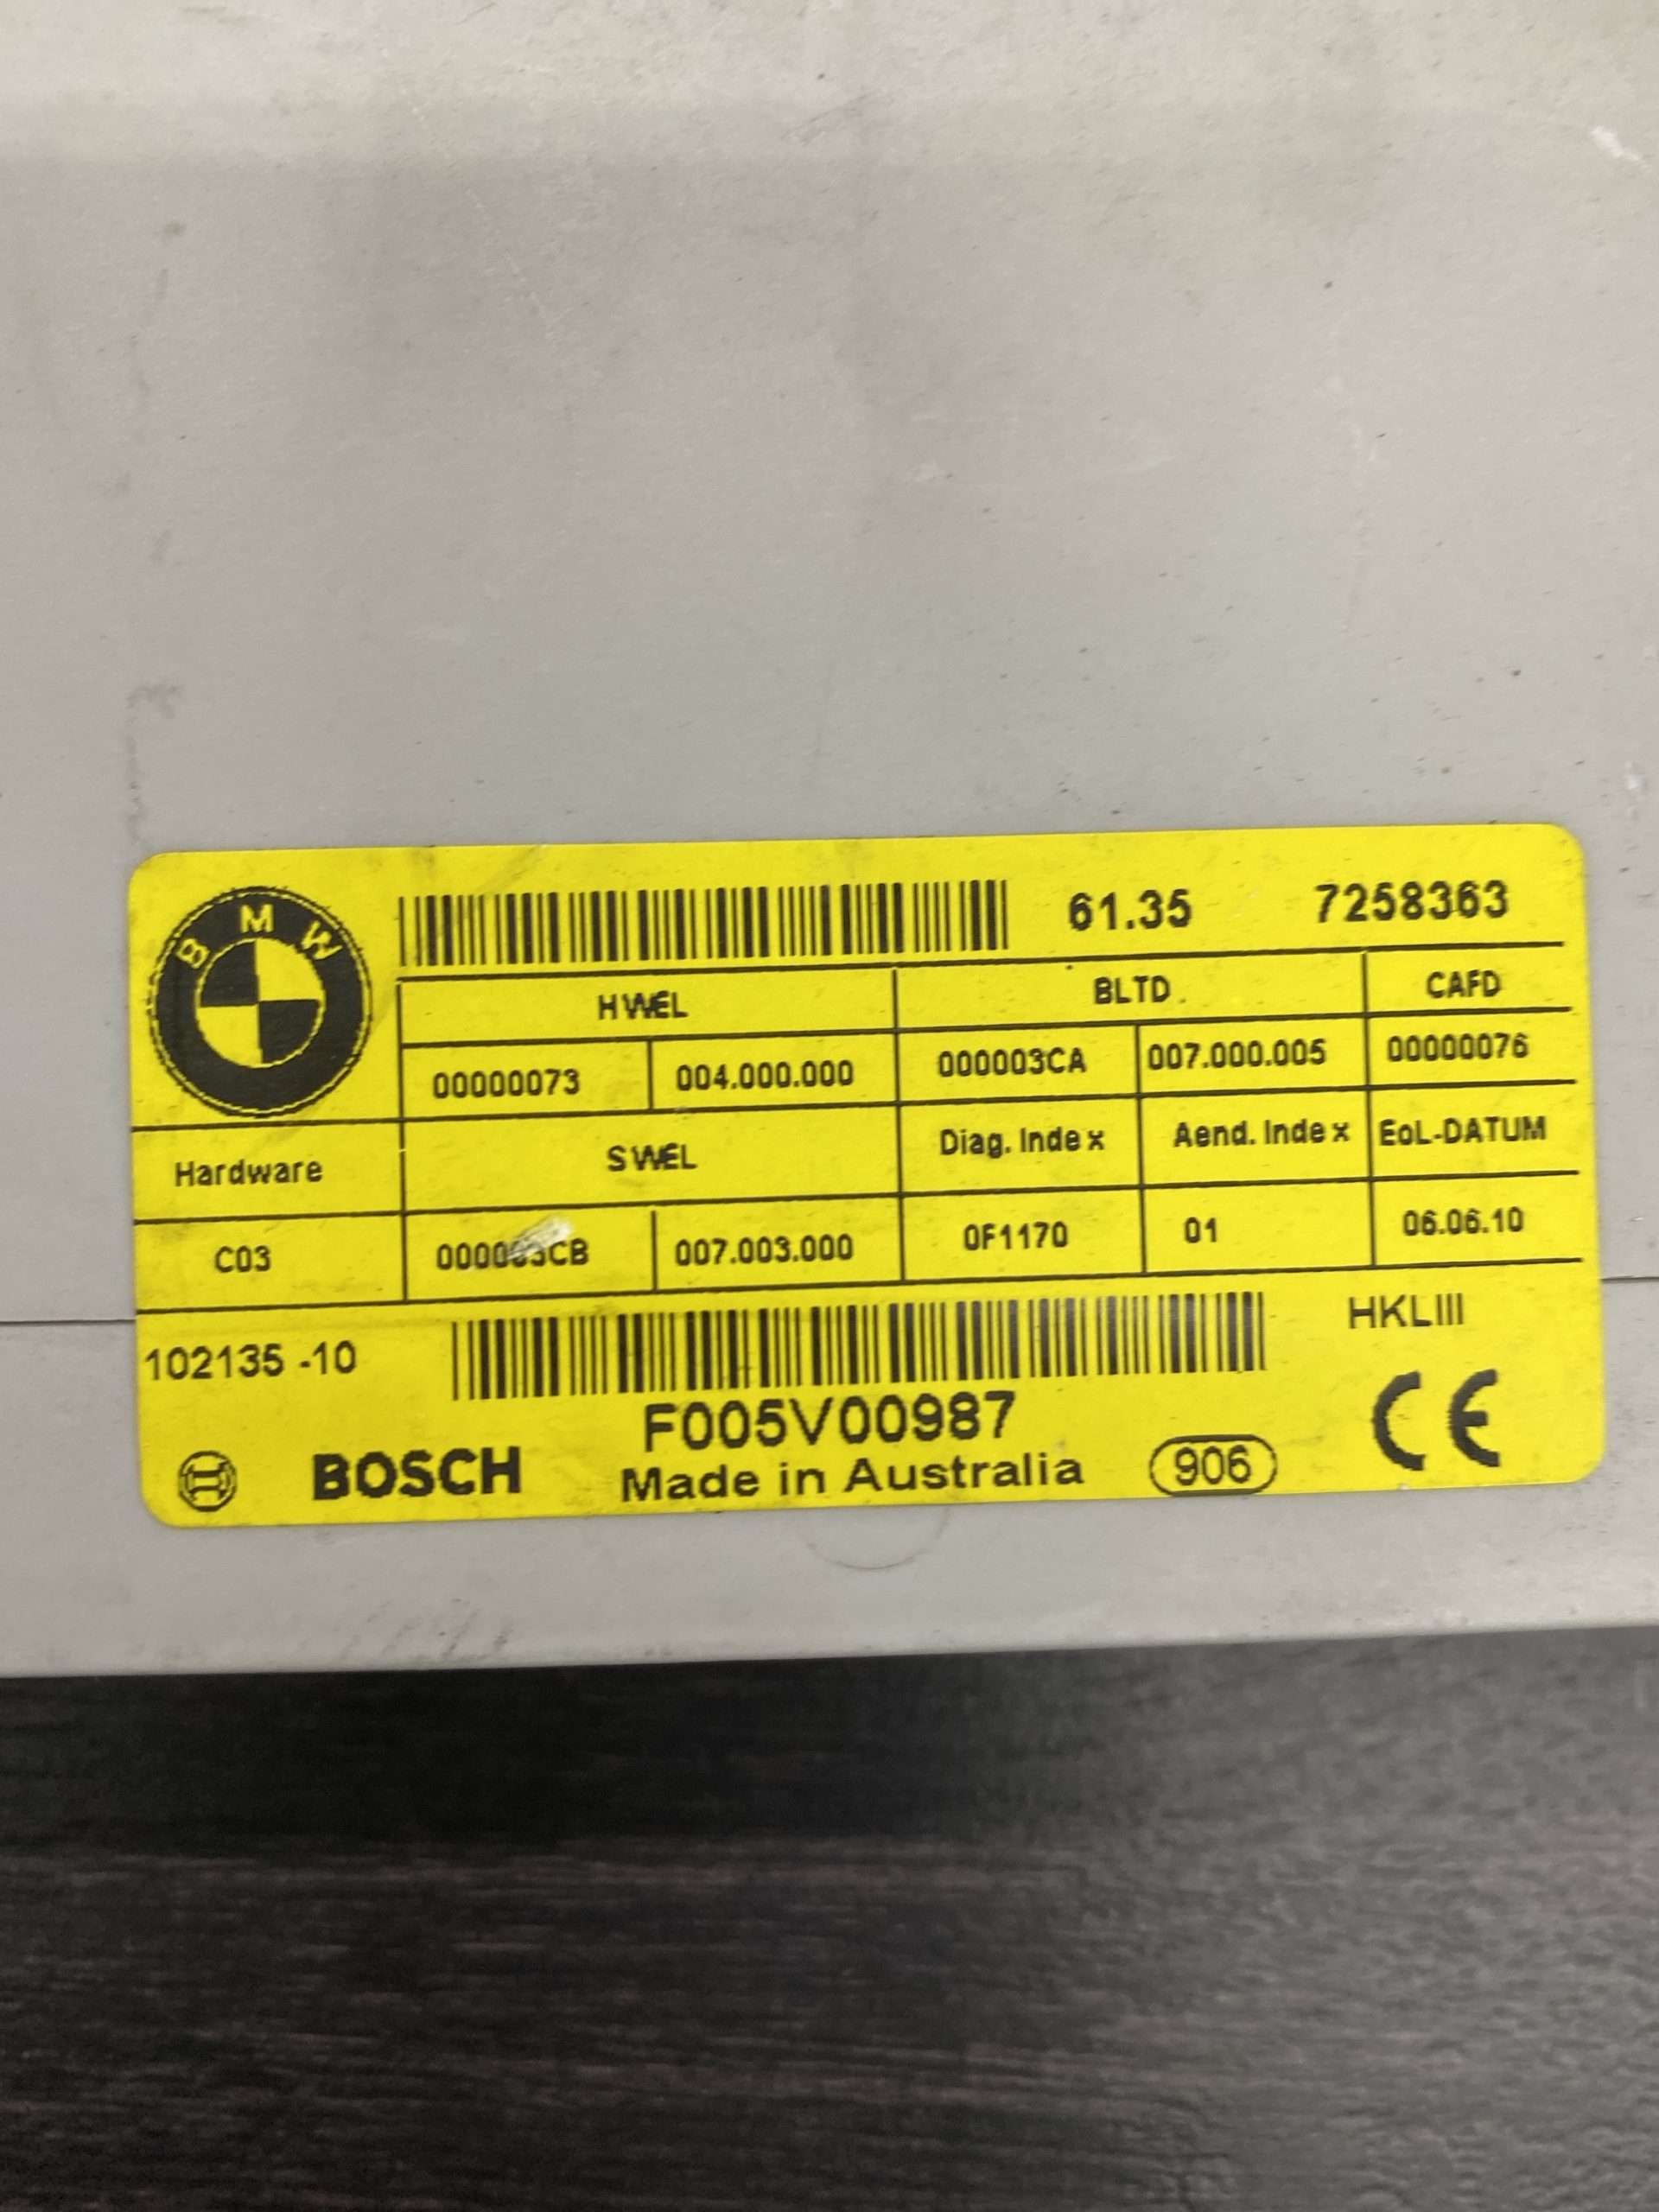 BMW
61.35 7258363
HWEL BLTD. CAFD
00000073 004.000.000 000003CA 007.000.005 00000076
Hardware SWEL Diag. Index Aend. Index EoL-DATUM
C03 007.003.000 0F1170 01 06.06.10
102135 -10 HKLIII
F005V00987
BOSCH Made in Australia 906 CE